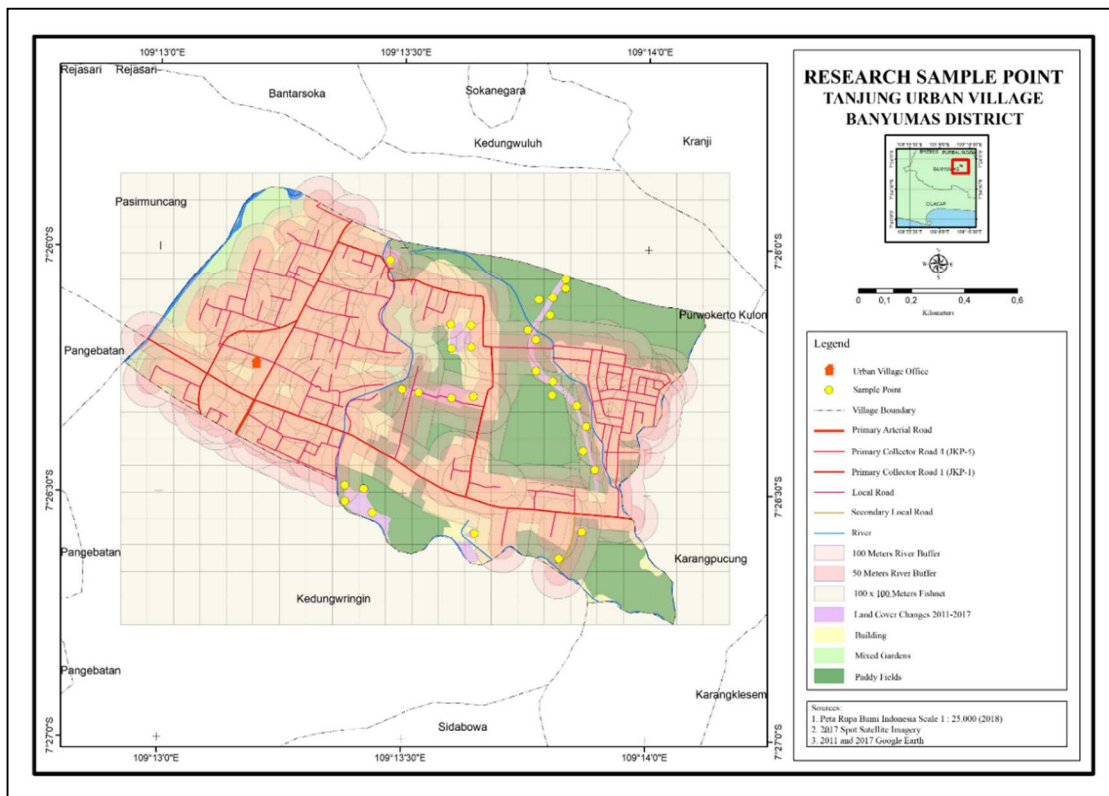 109°13'0"E
109°13'30"E
109°14'0"E
Rejasari
Rejasari
Bantarsoka
Sokanegara
Kedungwuluh
Kranji
Pasirmuncang
7°26'0"S
7°26'0"S
Purwokerto Kulon
Pangebatan
7°26'30"S
7°26'30"S
Pangebatan
Karangpucung
Kedungwringin
Pangebatan
Karangklesem
Sidabowa
7°27'0"S
7°27'0"S
109°13'0"E
109°13'30"E
109°14'0"E
RESEARCH SAMPLE POINT
TANJUNG URBAN VILLAGE
BANYUMAS DISTRICT
PURBALINGGA
BANYUMAS
CILACAP
N
W
E
S
0 0,1 0,2 0,4 0,6
Kilometers
Legend
Urban Village Office
Sample Point
Village Boundary
Primary Arterial Road
Primary Collector Road 4 (JKP-4)
Primary Collector Road 1 (JKP-1)
Local Road
Secondary Local Road
River
100 Meters River Buffer
50 Meters River Buffer
100 x 100 Meters Fishnet
Land Cover Changes 2011-2017
Building
Mixed Gardens
Paddy Fields
Sources:
1. Peta Rupa Bumi Indonesia Scale 1 : 25.000 (2018)
2. 2017 Spot Satellite Imagery
3. 2011 and 2017 Google Earth